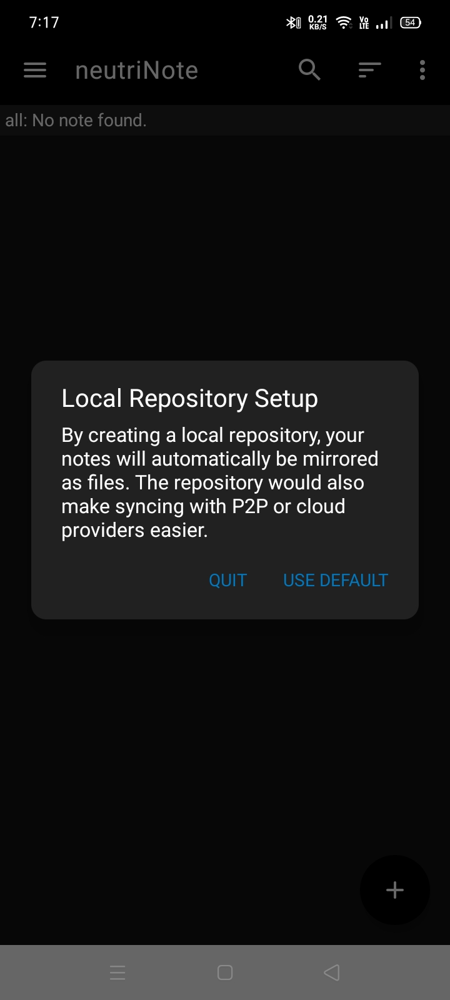 7:17
0.21
KB/S
Vo
LTE
54
neutriNote
all: No note found.
Local Repository Setup
By creating a local repository, your
notes will automatically be mirrored
as files. The repository would also
make syncing with P2P or cloud
providers easier.
QUIT USE DEFAULT